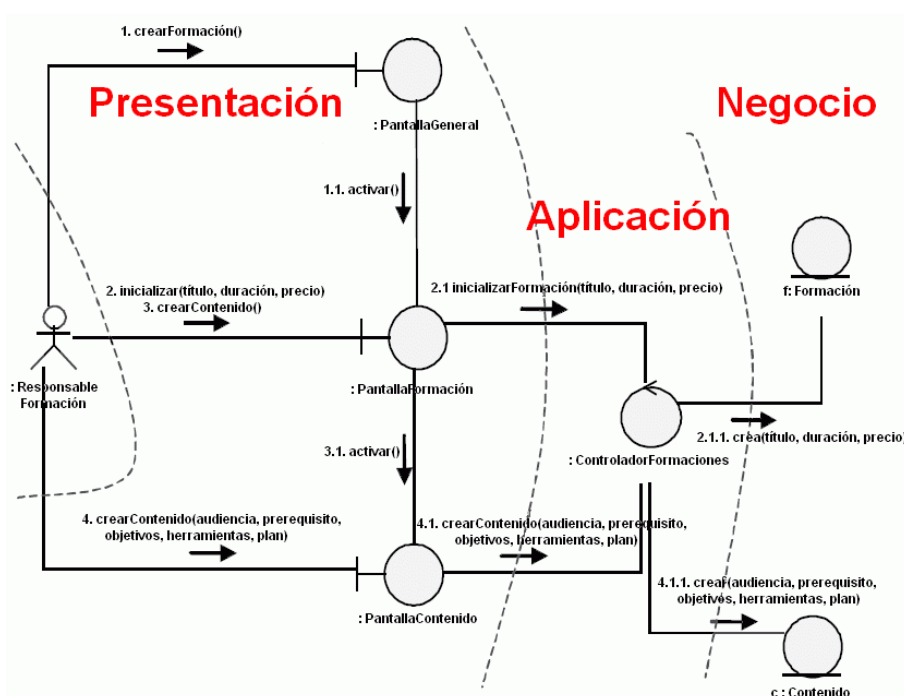 1. crearFormación()
Presentación
Negocio
: PantallaGeneral
1.1. activar()
Aplicación
2. inicializar(título, duración, precio)
3. crearContenido()
2.1 inicializarFormación(título, duración, precio)
f: Formación
: Responsable
Formación
: PantallaFormación
2.1.1. crea(título, duración, precio)
: ControladorFormaciones
3.1. activar()
4. crearContenido(audiencia, prerequisito,
objetivos, herramientas, plan)
4.1. crearContenido(audiencia, prerequisito,
objetivos, herramientas, plan)
4.1.1. crear(audiencia, prerequisito,
objetivos, herramientas, plan)
: PantallaContenido
c : Contenido